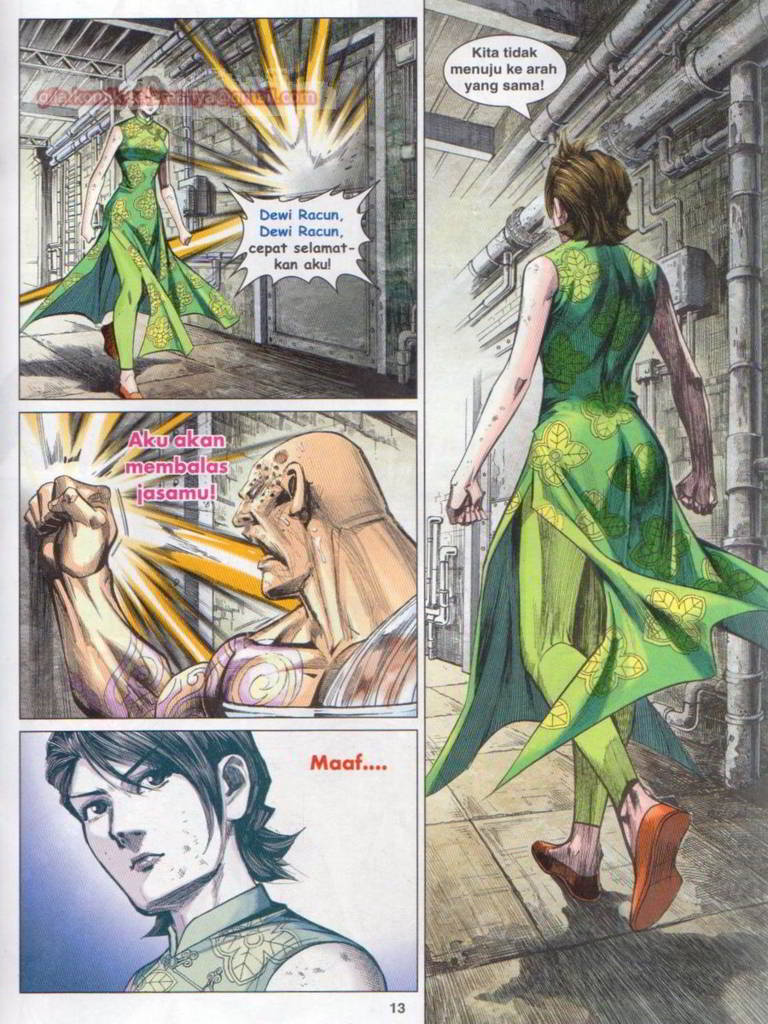 Dewi Racun,
Dewi Racun,
cepat selamat-
kan aku!
Aku akan
membalas
jasamu!
Maaf....
Kita tidak
menuju ke arah
yang sama!
13